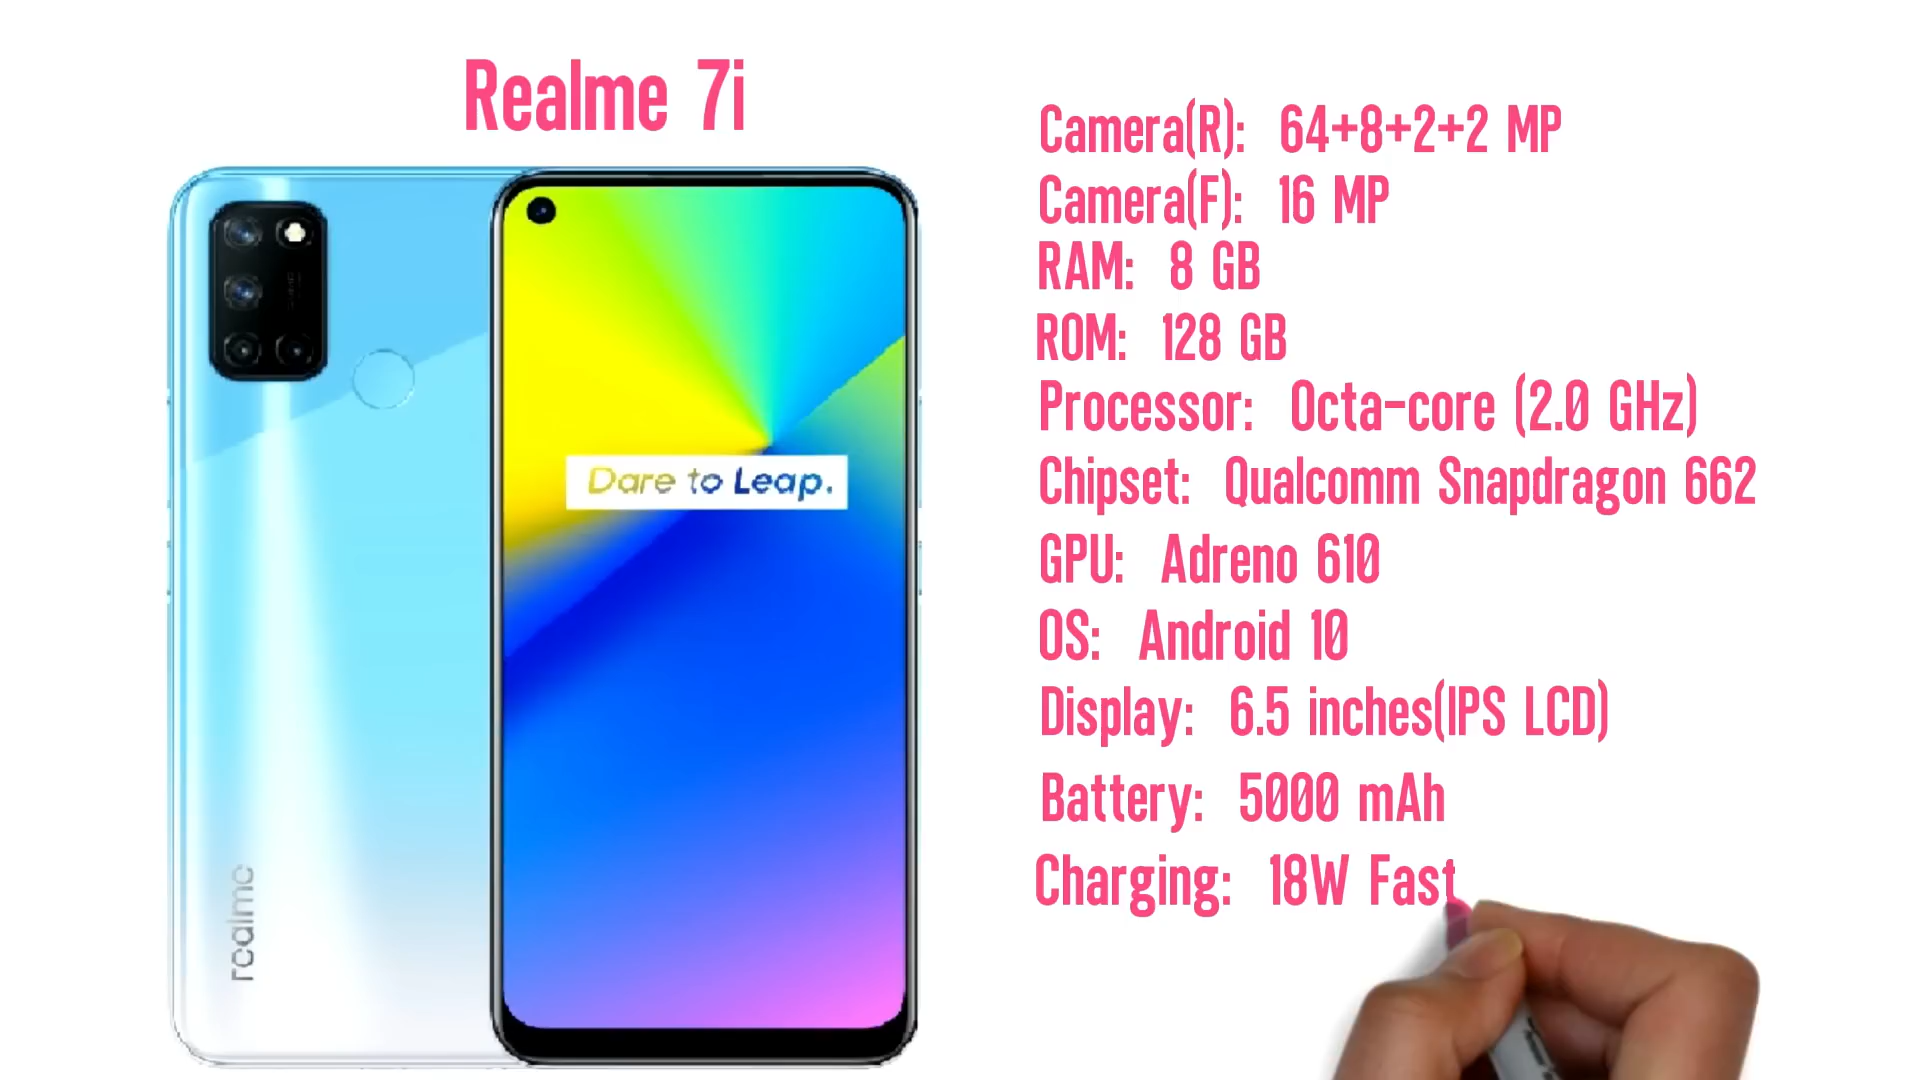 Realme 7i
Camera(R): 64+8+2+2 MP
Camera(F): 16 MP
RAM: 8 GB
ROM: 128 GB
Processor: Octa-core (2.0 GHz)
Chipset: Qualcomm Snapdragon 662
GPU: Adreno 610
OS: Android 10
Display: 6.5 inches(IPS LCD)
Battery: 5000 mAh
Charging: 18W Fast
Dare to Leap.
realme